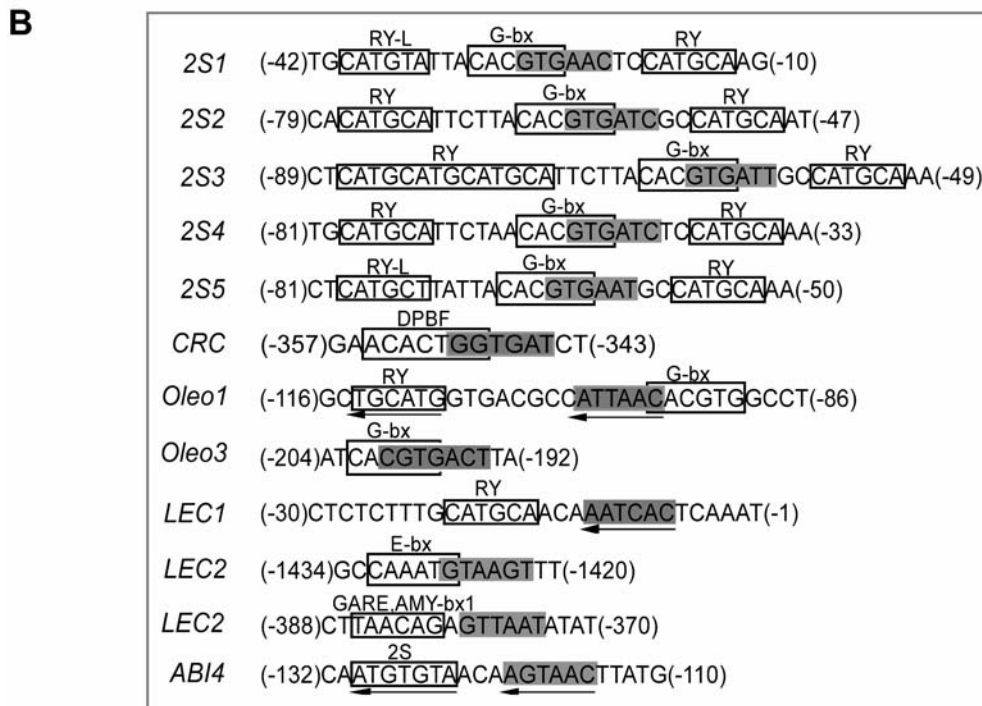 B
RY-L G-bx RY
2S1 (-42)TGCATGTATTACACGTGAACTCCATGCAAG(-10)
RY G-bx RY
2S2 (-79)CACATGCATTCTTACACGTGATCGCCATGCAAT(-47)
RY G-bx RY
2S3 (-89)CTCATGCATGCATGCATTCTTACACGTGATTGCCATGCAAA(-49)
RY G-bx RY
2S4 (-81)TGCATGCATTCTAACACGTGATCTCCATGCAAA(-33)
RY-L G-bx RY
2S5 (-81)CTCATGCTTATTACACGTGAATGCCATGCAAA(-50)
DPBF
CRC (-357)GAACACTGGTGATCT(-343)
RY G-bx
Oleo1 (-116)GCTGCATGGTGACGCCATTAACACGTGGCCT(-86)
G-bx
Oleo3 (-204)ATCACGTGACTTA(-192)
RY
LEC1 (-30)CTCTCTTTGCATGCAACAAATCACTCAAAT(-1)
E-bx
LEC2 (-1434)GCCAAATGTAAGTTT(-1420)
GARE,AMY-bx1
LEC2 (-388)CTTAACAGAGTTAATATAT(-370)
2S
ABI4 (-132)CAATGTGTAACAAGTAACTTATG(-110)